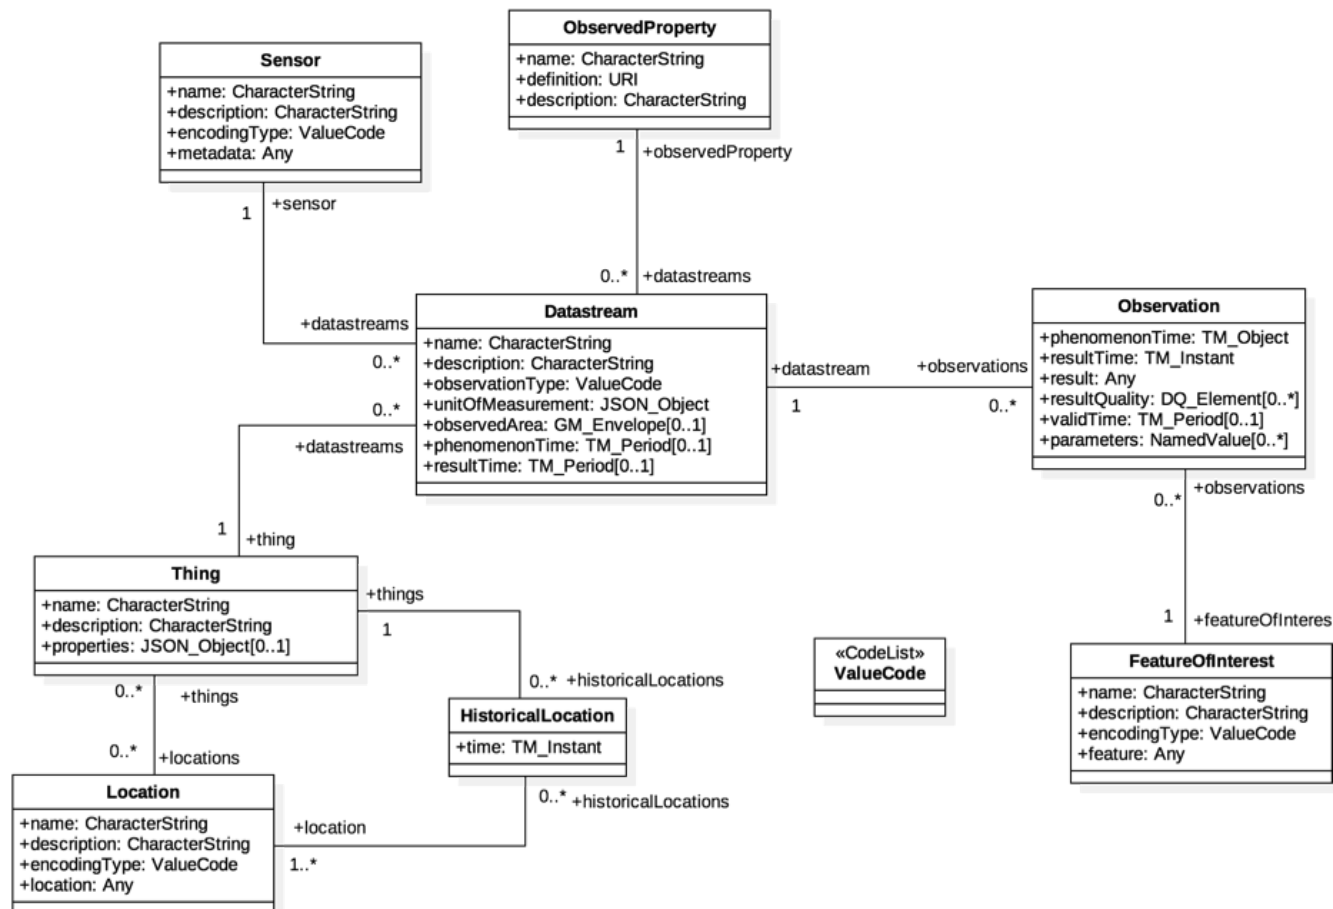 ObservedProperty
+name: CharacterString
+definition: URI
+description: CharacterString
Sensor
+name: CharacterString
+description: CharacterString
+encodingType: ValueCode
+metadata: Any
1
+observedProperty
1
+sensor
0..*
+datastreams
Datastream
+name: CharacterString
+description: CharacterString
+observationType: ValueCode
+unitOfMeasurement: JSON_Object
+observedArea: GM_Envelope[0..1]
+phenomenonTime: TM_Period[0..1]
+resultTime: TM_Period[0..1]
+datastreams
0..*
0..*
+datastreams
+datastream
1
+observations
0..*
Observation
+phenomenonTime: TM_Object
+resultTime: TM_Instant
+result: Any
+resultQuality: DQ_Element[0..*]
+validTime: TM_Period[0..1]
+parameters: NamedValue[0..*]
0..*
+observations
1
+thing
Thing
+name: CharacterString
+description: CharacterString
+properties: JSON_Object[0..1]
+things
1
0..*
+historicalLocations
0..*
+things
0..*
+locations
HistoricalLocation
+time: TM_Instant
0..*
+historicalLocations
Location
+name: CharacterString
+description: CharacterString
+encodingType: ValueCode
+location: Any
+location
1..*
«CodeList»
ValueCode
1
+featureOfInteres
FeatureOfInterest
+name: CharacterString
+description: CharacterString
+encodingType: ValueCode
+feature: Any